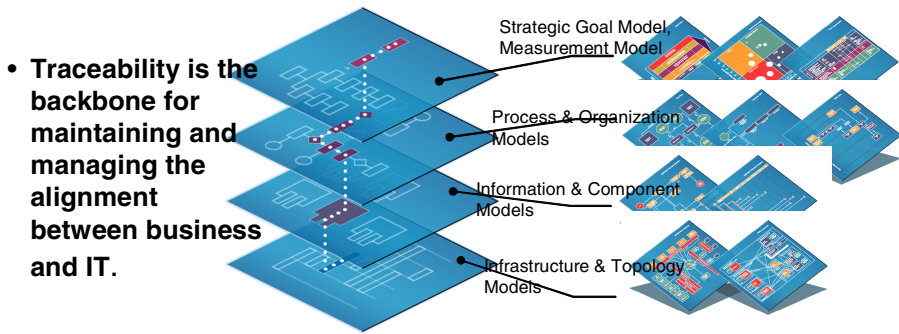 • Traceability is the
backbone for
maintaining and
managing the
alignment
between business
and IT.
Strategic Goal Model,
Measurement Model
Process & Organization
Models
Information & Component
Models
Infrastructure & Topology
Models